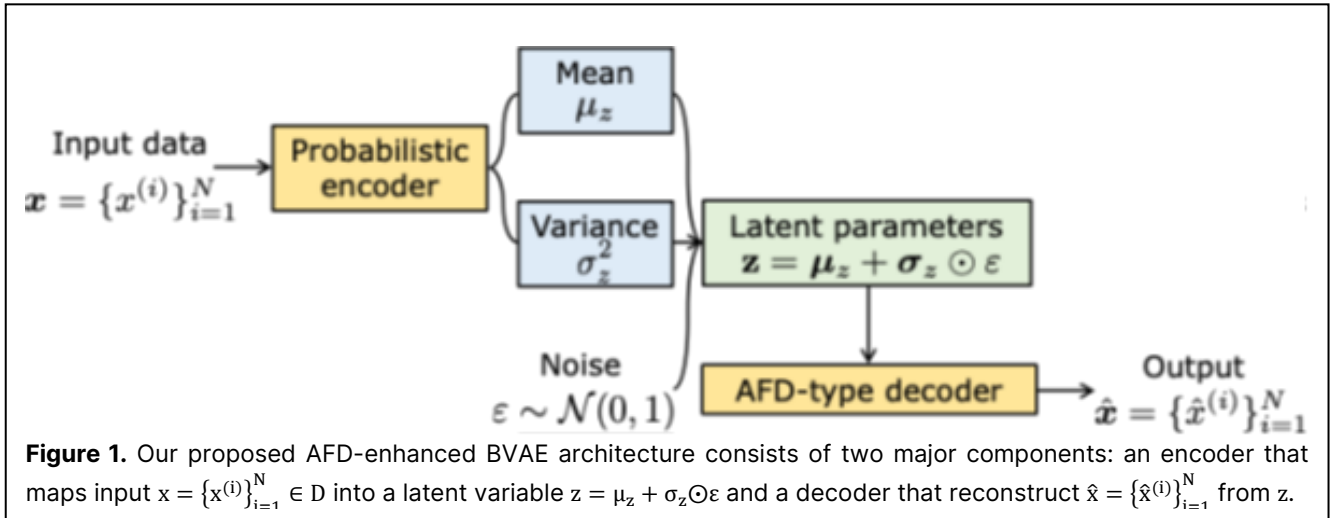 Mean
μ_z
Input data
x = {x^(i)}_{i=1}^N
Probabilistic
encoder
Variance
σ_z^2
Latent parameters
z = μ_z + σ_z ⊙ ε
Noise
ε ∼ N(0, 1)
AFD-type decoder
Output
x̂ = {x̂^(i)}_{i=1}^N
Figure 1. Our proposed AFD-enhanced BVAE architecture consists of two major components: an encoder that
maps input x = {x^(i)}_{i=1}^N ∈ D into a latent variable z = μ_z + σ_z⊙ε and a decoder that reconstruct x̂ = {x̂^(i)}_{i=1}^N from z.